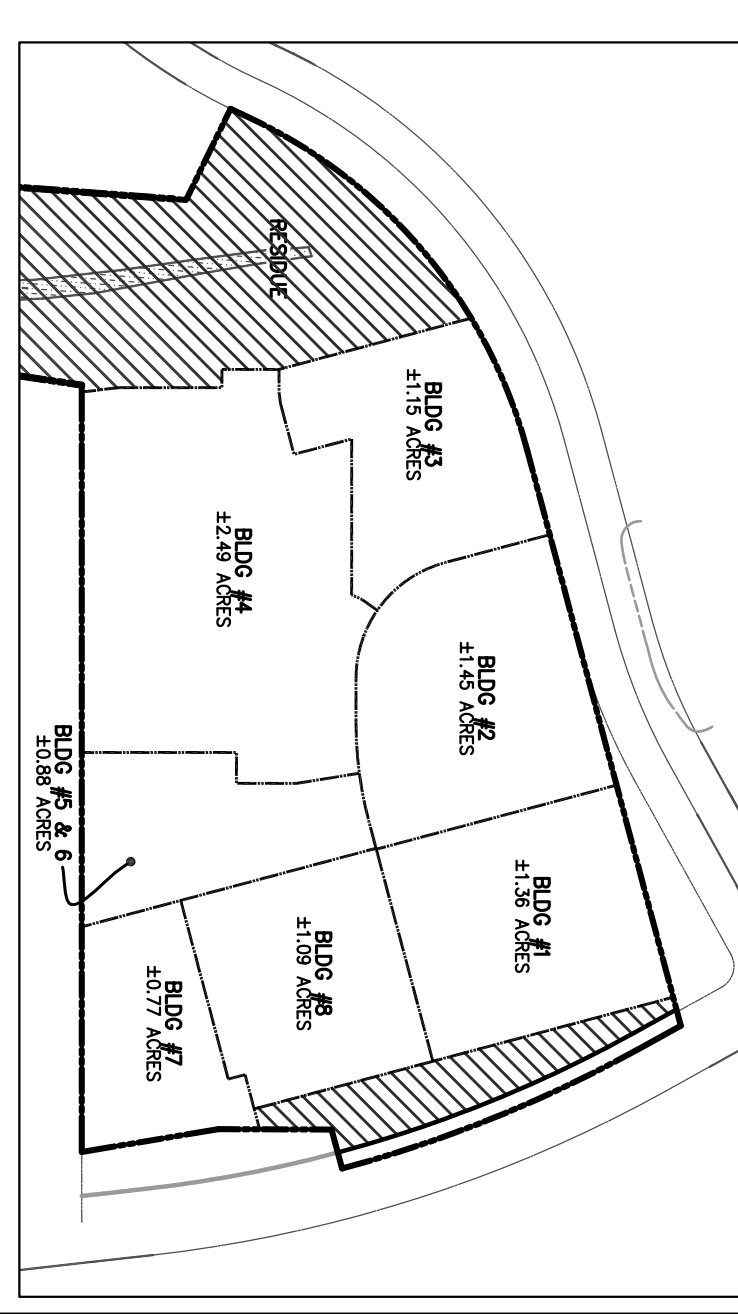 RESIDUE
BLDG #3
±1.15 ACRES
BLDG #4
±2.49 ACRES
BLDG #2
±1.45 ACRES
BLDG #5 & 6
±0.88 ACRES
BLDG #1
±1.36 ACRES
BLDG #8
±1.09 ACRES
BLDG #7
±0.77 ACRES